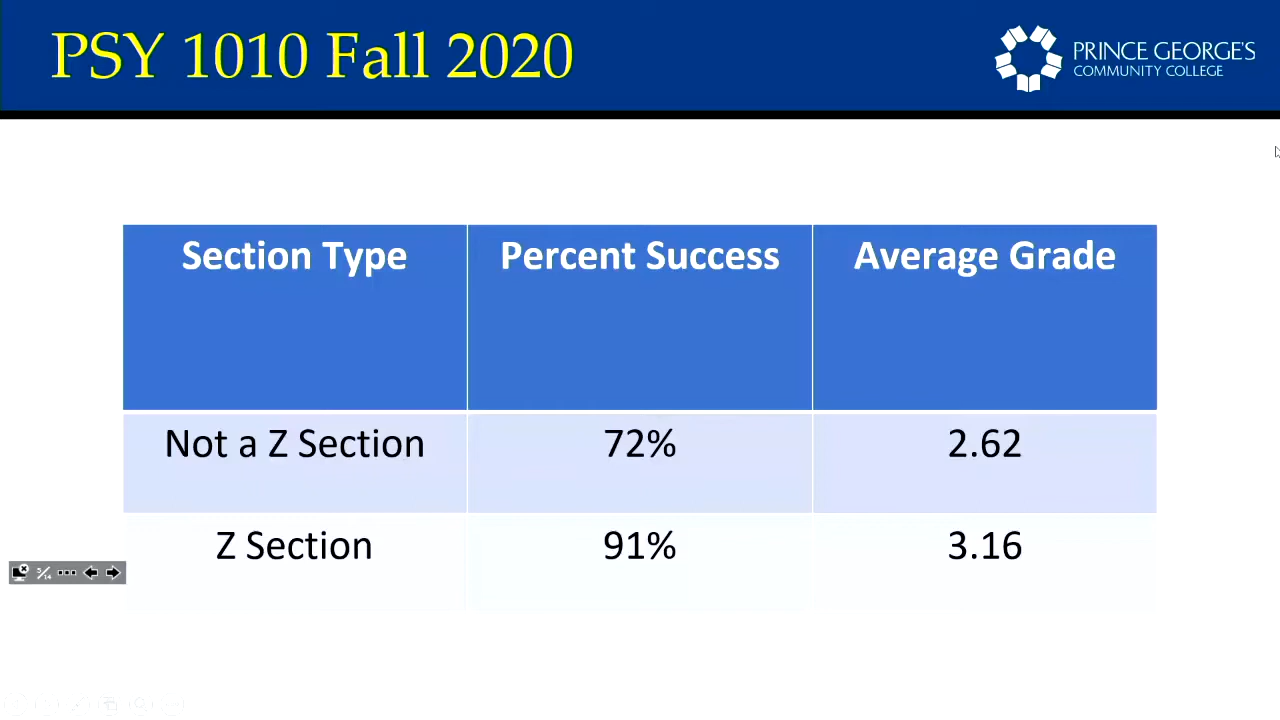 PSY 1010 Fall 2020
PRINCE GEORGE'S
COMMUNITY COLLEGE
Section Type Percent Success Average Grade
Not a Z Section 72% 2.62
Z Section 91% 3.16